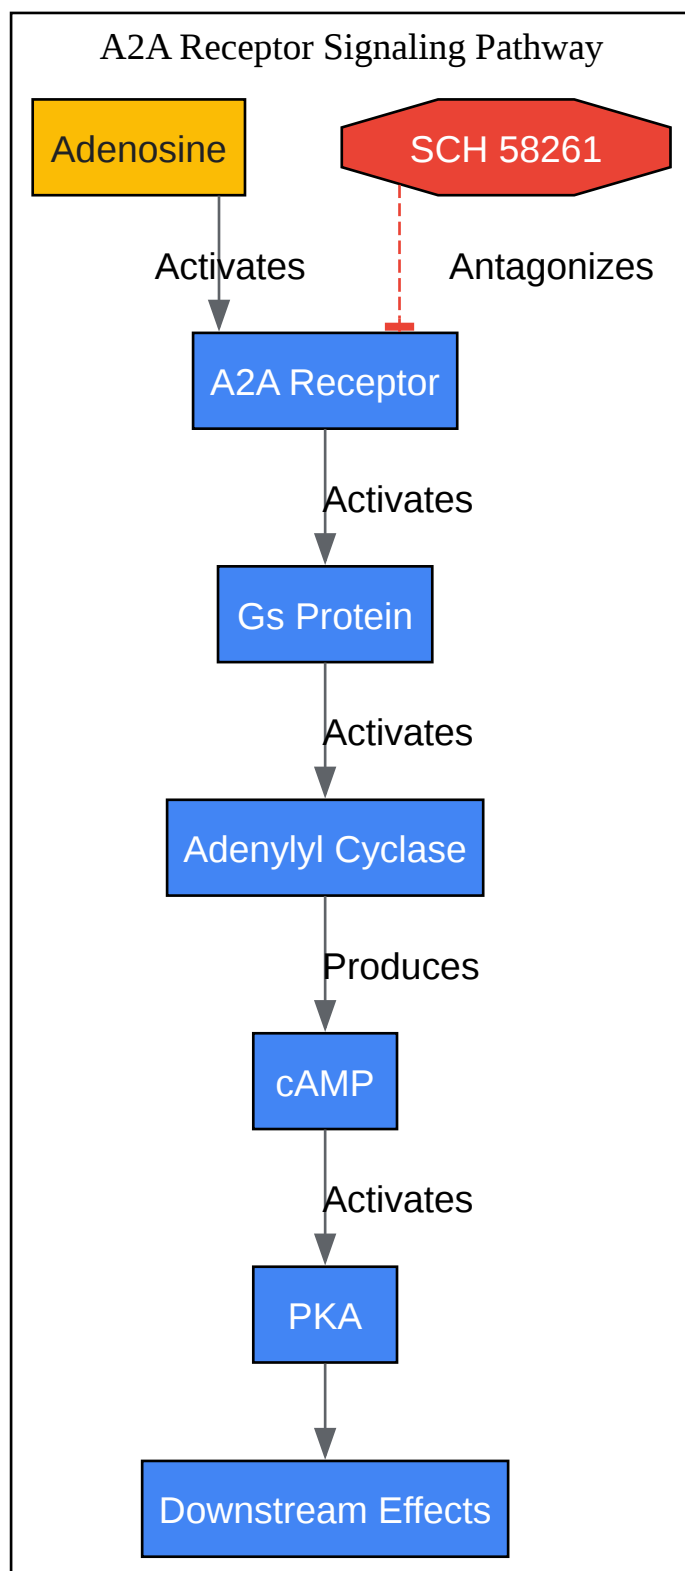 A2A Receptor Signaling Pathway
Adenosine
SCH 58261
Activates
Antagonizes
A2A Receptor
Activates
Gs Protein
Activates
Adenylyl Cyclase
Produces
cAMP
Activates
PKA
Downstream Effects